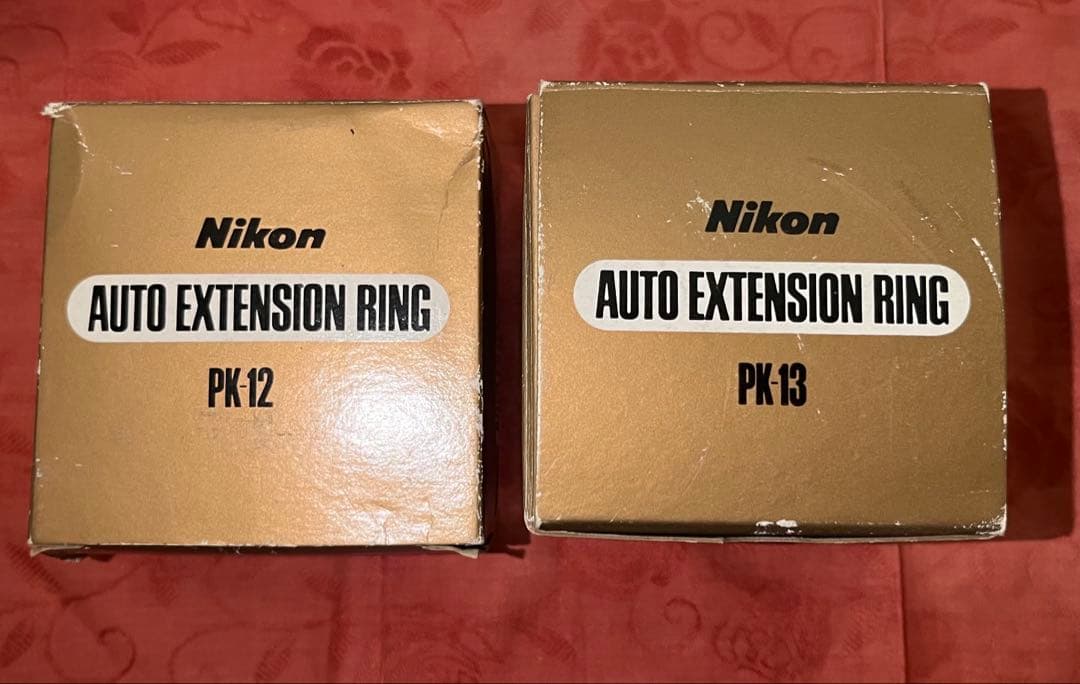 Nikon
AUTO EXTENSION RING
PK-12
Nikon
AUTO EXTENSION RING
PK-13